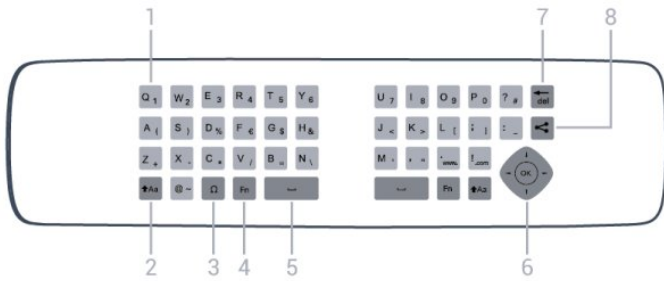 1 7 8
Q 1 W 2 E 3 R 4 T 5 Y 6 U 7 I 8 O 9 P 0 ? # del
A ( S ) D % F € G $ H & J < K > L [ ; ] : _
Z + X - C * V / B = N \ M ' , " . www. ! .com
Aa @ ~ Ω Fn Fn Aa OK
2 3 4 5 6